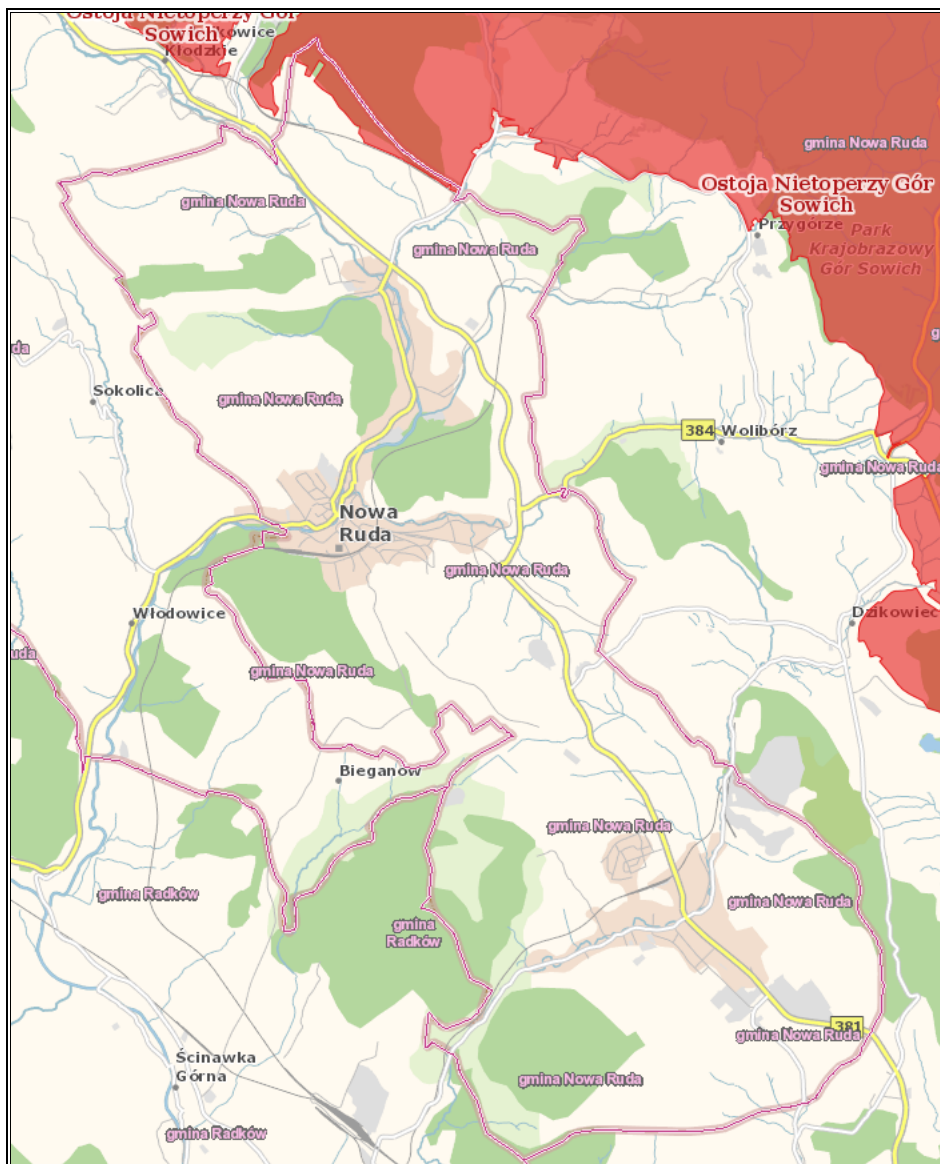 Ostoja Nietoperzy Gór
Sowich
Kłodzkie
gmina Nowa Ruda
Ostoja Nietoperzy Gór
Sowich
gmina Nowa Ruda
Przygórze
Park
Krajobrazowy
Gór Sowich
gmina Nowa Ruda
Sokolica
gmina Nowa Ruda
384
Wolibórz
gmina Nowa Ruda
Nowa
Ruda
gmina Nowa Ruda
Włodowice
Dzikowiec
gmina Nowa Ruda
Bieganów
gmina Nowa Ruda
gmina Radków
gmina Nowa Ruda
gmina
Radków
381
gmina Nowa Ruda
Ścinawka
Górna
gmina Nowa Ruda
gmina Radków